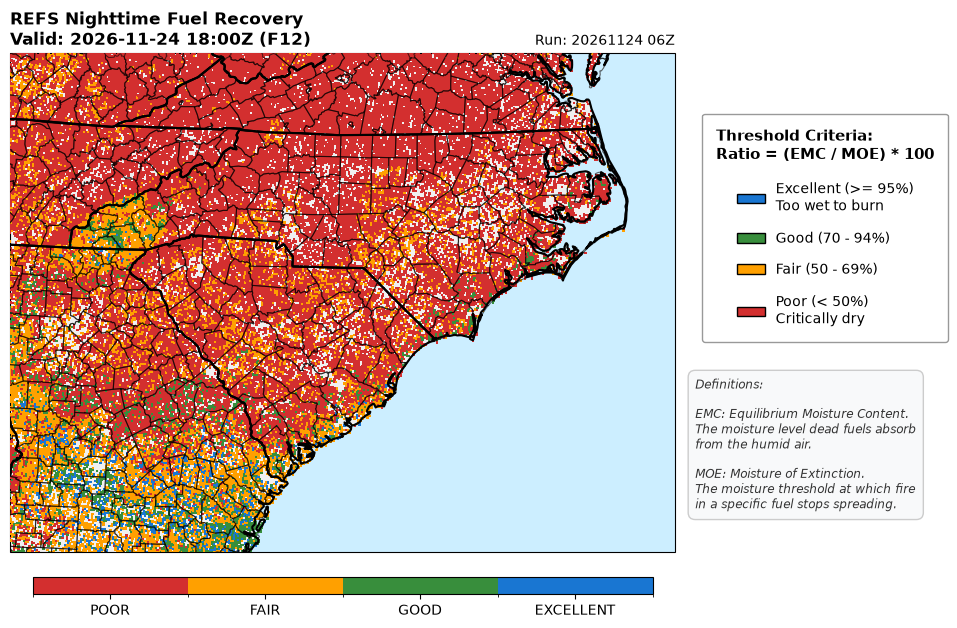 REFS Nighttime Fuel Recovery
Valid: 2026-11-24 18:00Z (F12)
Run: 20261124 06Z
Threshold Criteria:
Ratio = (EMC / MOE) * 100
Excellent (>= 95%)
Too wet to burn
Good (70 - 94%)
Fair (50 - 69%)
Poor (< 50%)
Critically dry
Definitions:
EMC: Equilibrium Moisture Content.
The moisture level dead fuels absorb
from the humid air.
MOE: Moisture of Extinction.
The moisture threshold at which fire
in a specific fuel stops spreading.
POOR
FAIR
GOOD
EXCELLENT